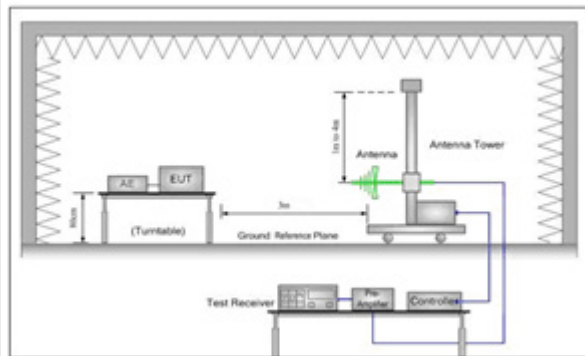 1m to 4m
Antenna
Antenna Tower
AE
EUT
80cm
3m
(Turntable)
Ground Reference Plane
Test Receiver
Pre-
Amplifier
Controller